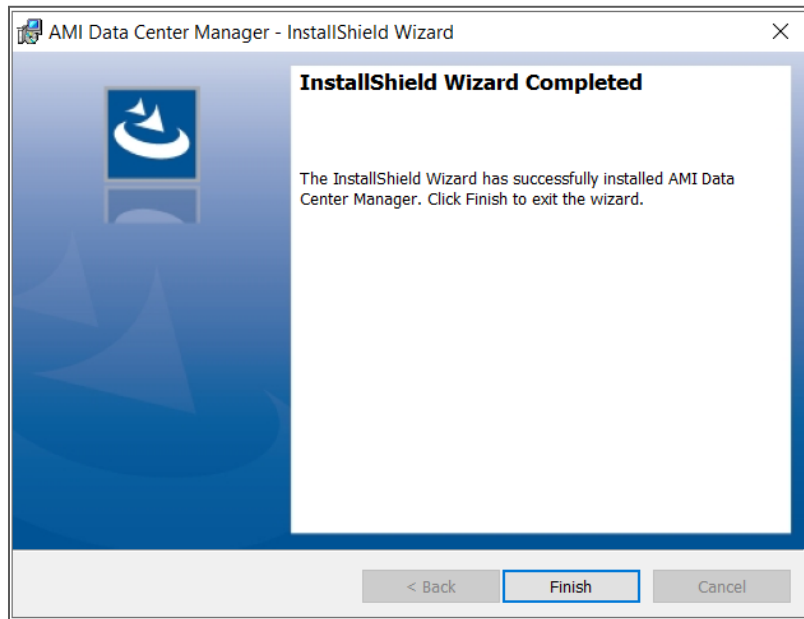 AMI Data Center Manager - InstallShield Wizard
InstallShield Wizard Completed
The InstallShield Wizard has successfully installed AMI Data
Center Manager. Click Finish to exit the wizard.
< Back
Finish
Cancel